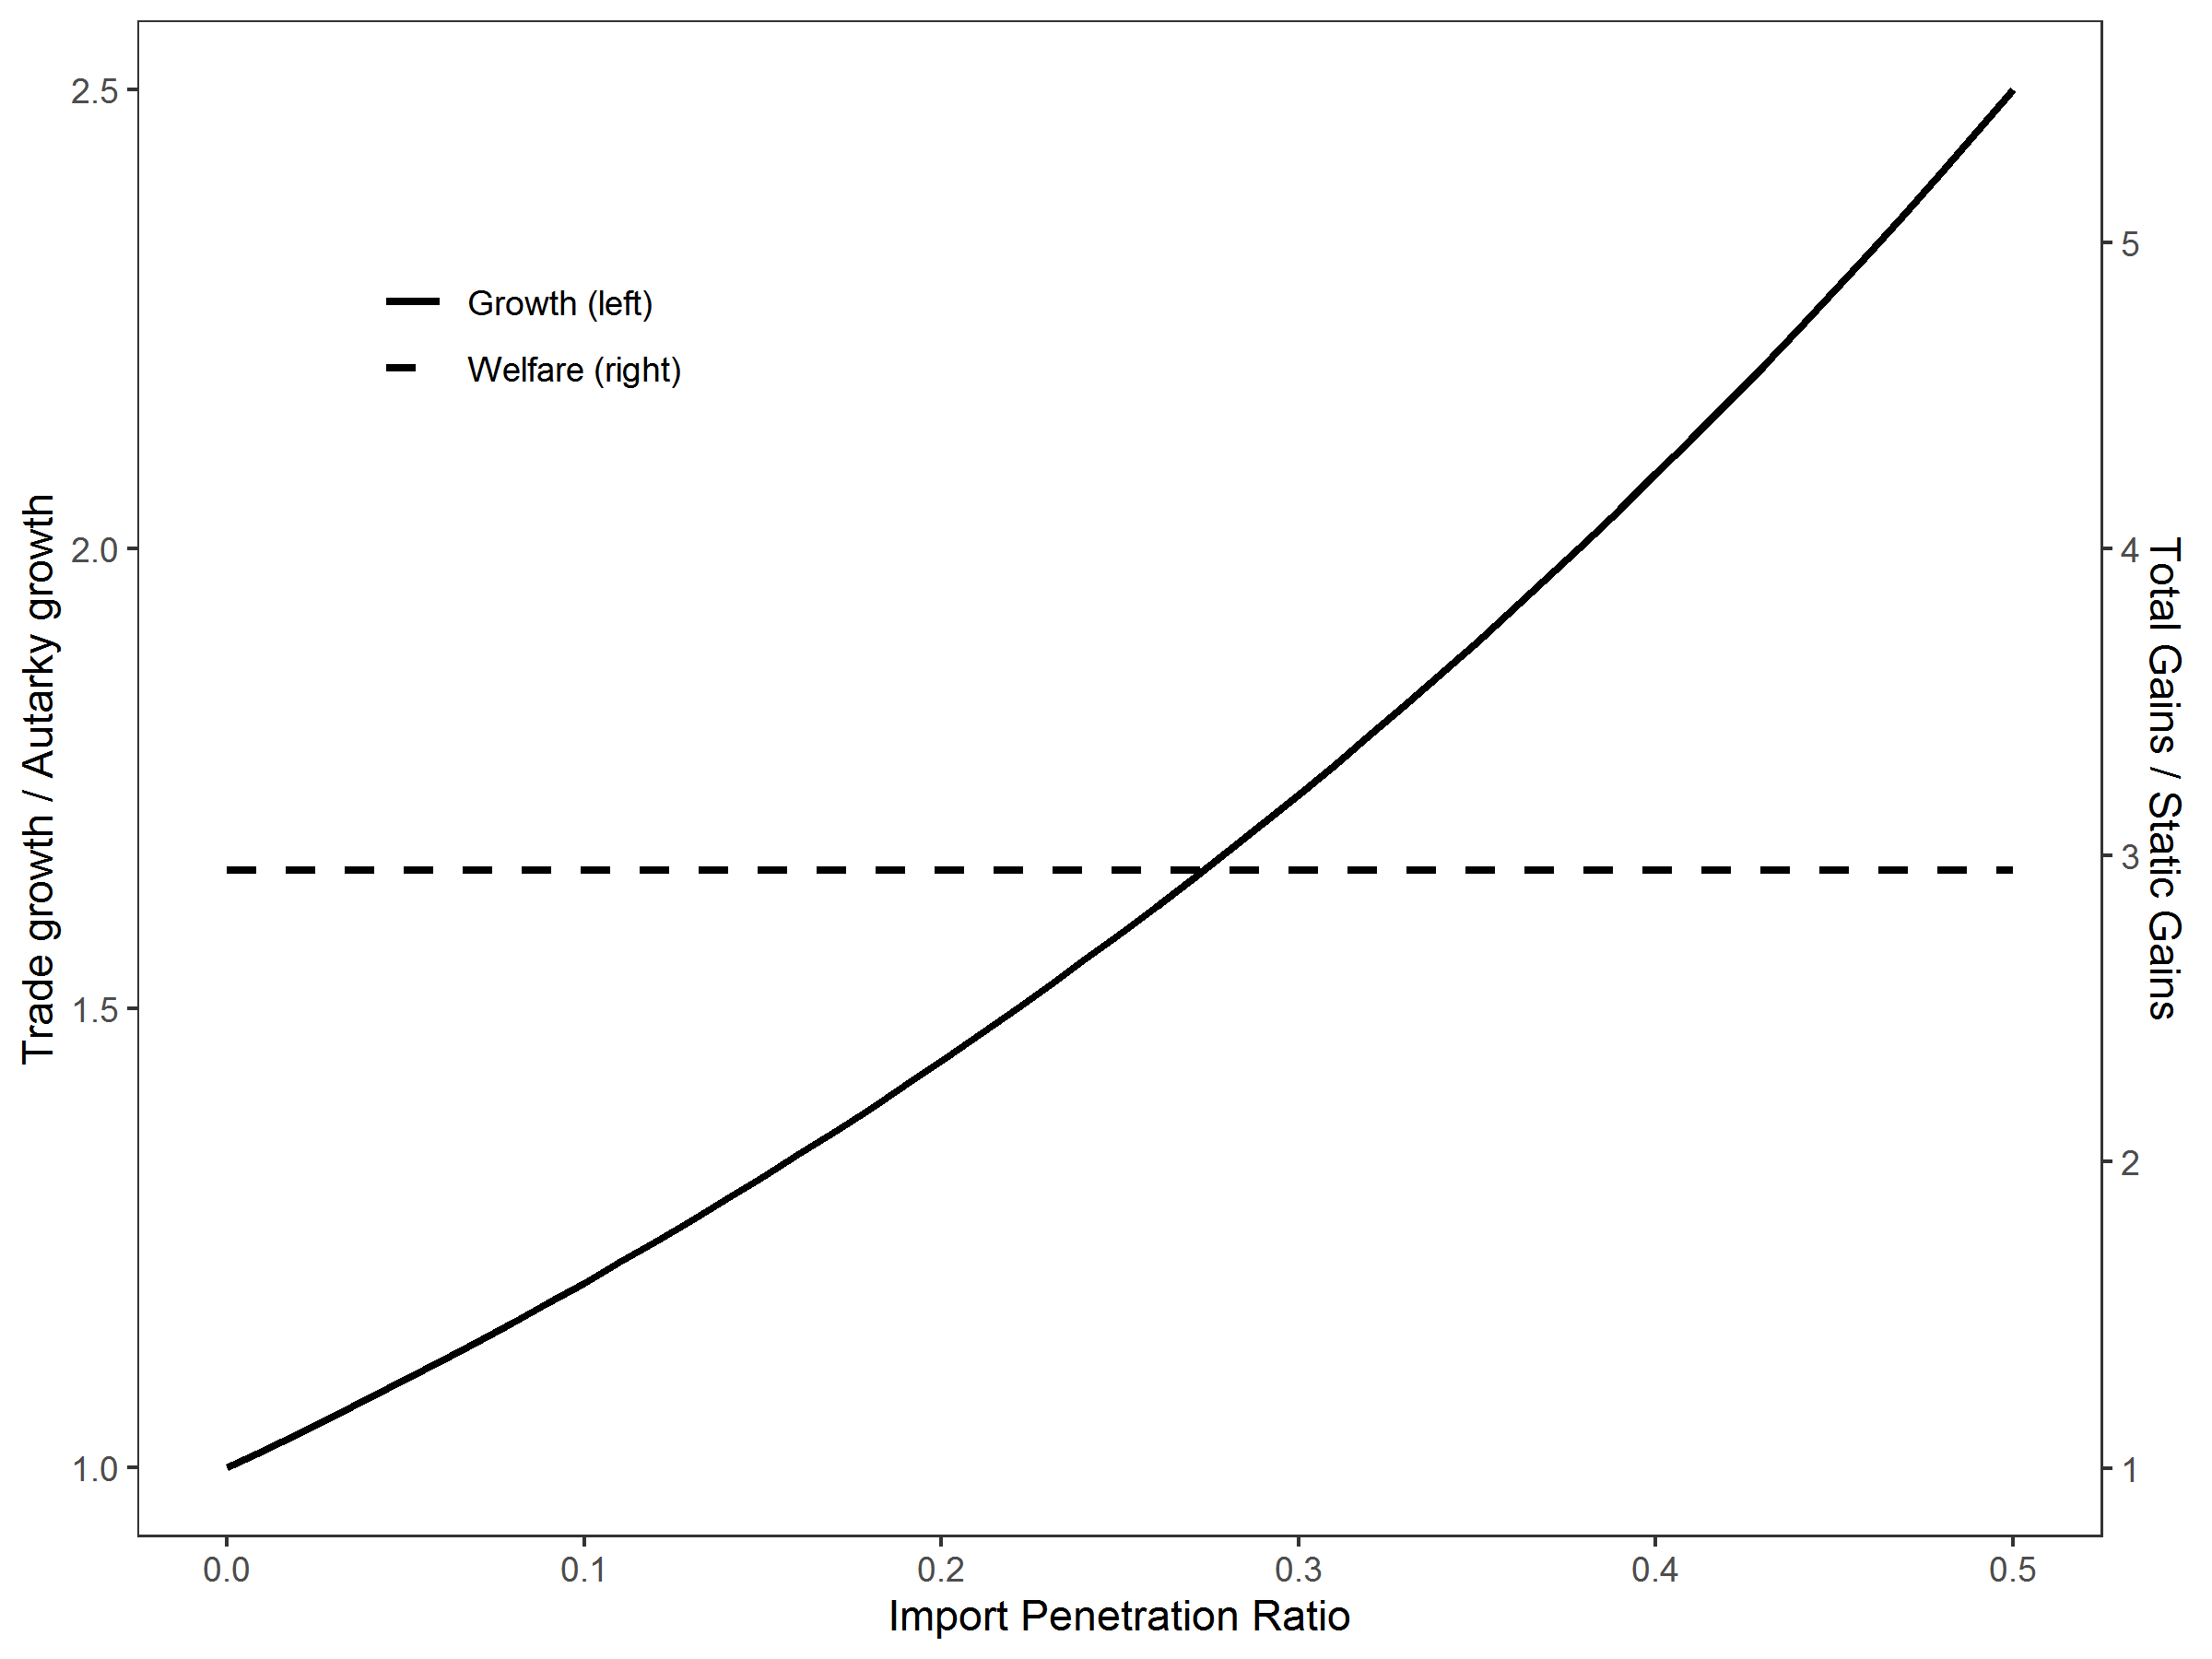 Trade growth / Autarky growth
2.5
2.0
1.5
1.0
Growth (left)
Welfare (right)
5
4
3
2
1
Total Gains / Static Gains
0.0 0.1 0.2 0.3 0.4 0.5
Import Penetration Ratio